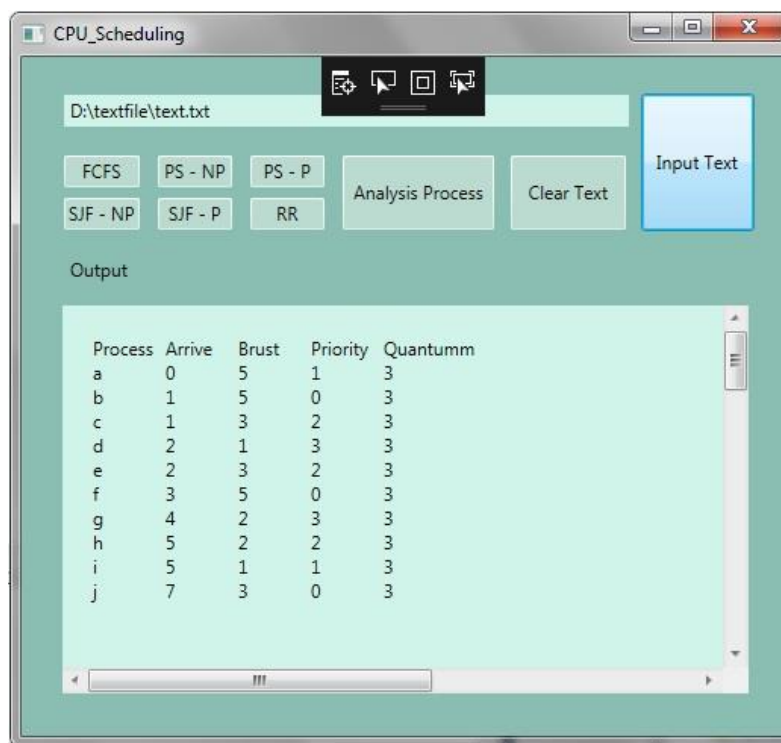 CPU_Scheduling
D:\textfile\text.txt
Input Text
FCFS PS - NP PS - P
Analysis Process Clear Text
SJF - NP SJF - P RR
Output
Process Arrive Brust Priority Quantumm
a 0 5 1 3
b 1 5 0 3
c 1 3 2 3
d 2 1 3 3
e 2 3 2 3
f 3 5 0 3
g 4 2 3 3
h 5 2 2 3
i 5 1 1 3
j 7 3 0 3